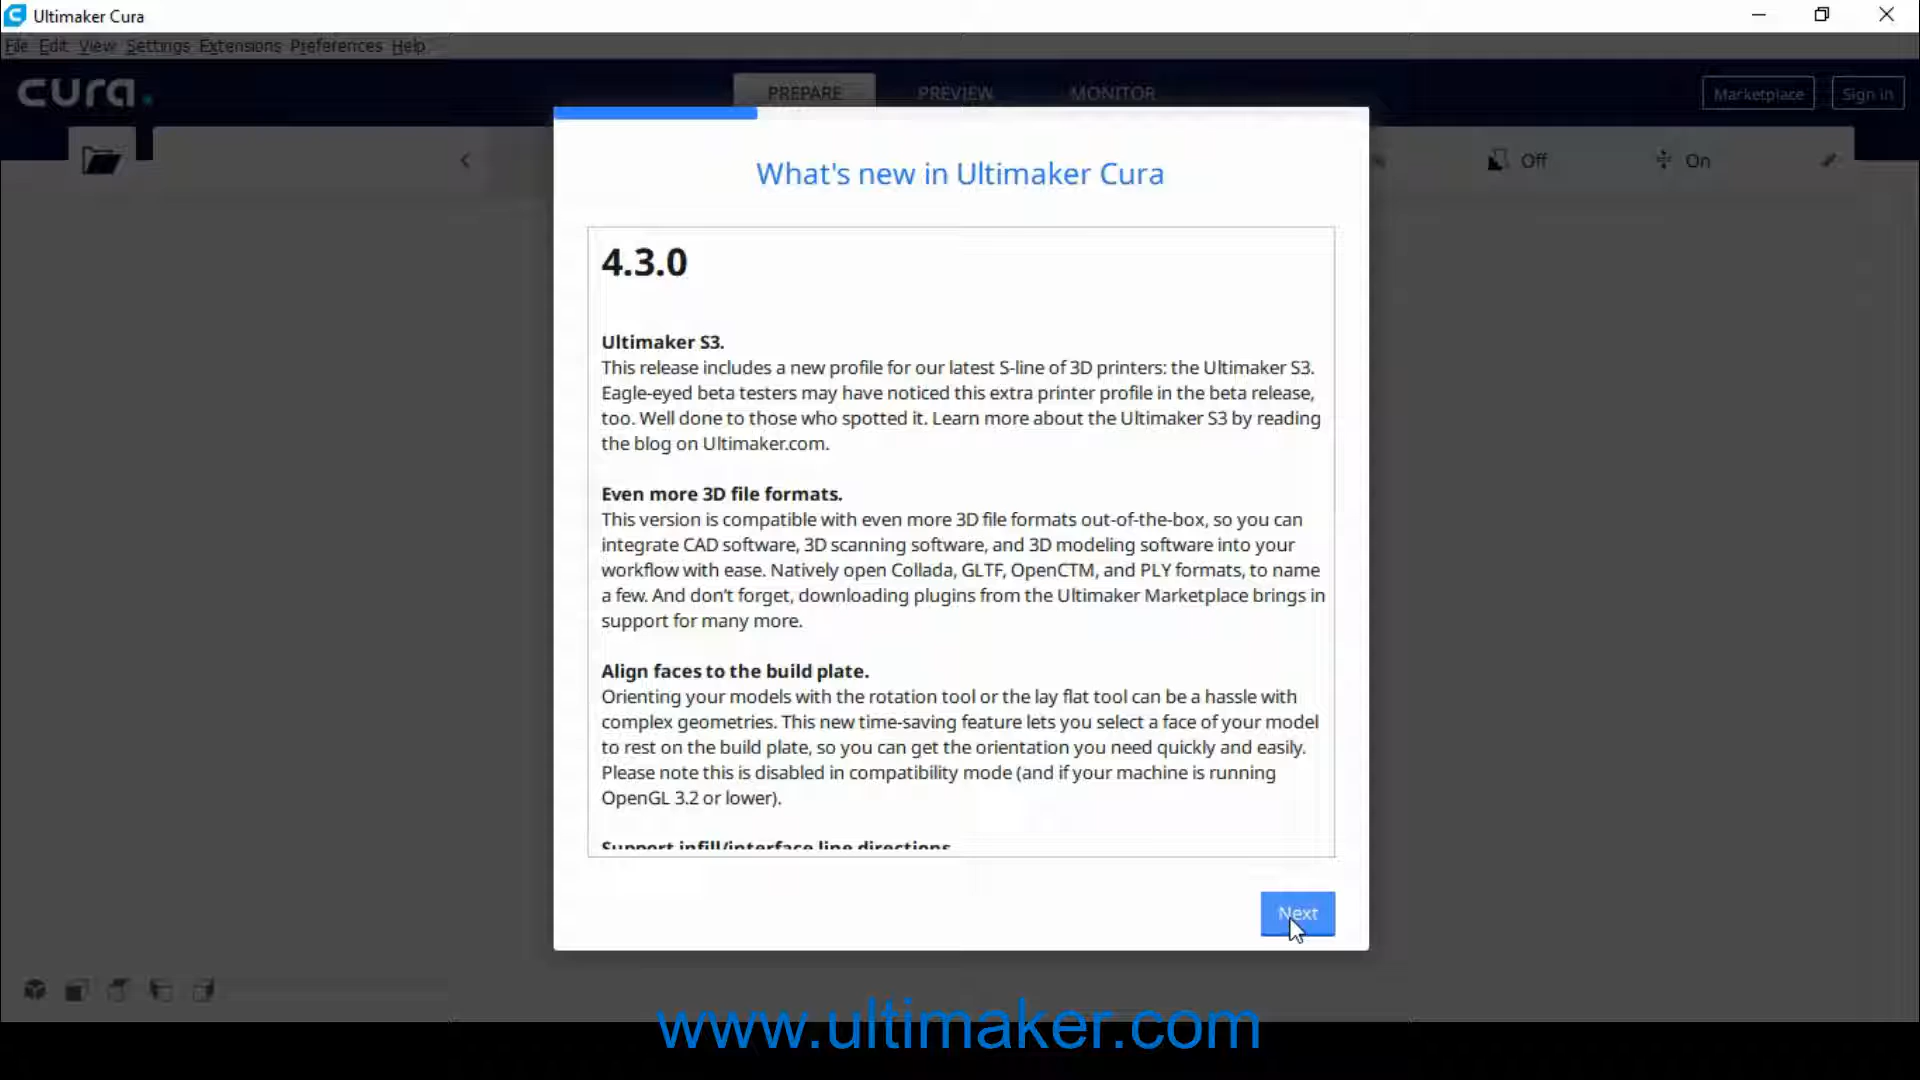 Ultimaker Cura
File Edit View Settings Extensions Preferences Help
cura.
PREPARE PREVIEW MONITOR
Marketplace Sign in
Off On
What's new in Ultimaker Cura
4.3.0
Ultimaker S3.
This release includes a new profile for our latest S-line of 3D printers: the Ultimaker S3.
Eagle-eyed beta testers may have noticed this extra printer profile in the beta release,
too. Well done to those who spotted it. Learn more about the Ultimaker S3 by reading
the blog on Ultimaker.com.
Even more 3D file formats.
This version is compatible with even more 3D file formats out-of-the-box, so you can
integrate CAD software, 3D scanning software, and 3D modeling software into your
workflow with ease. Natively open Collada, GLTF, OpenCTM, and PLY formats, to name
a few. And don't forget, downloading plugins from the Ultimaker Marketplace brings in
support for many more.
Align faces to the build plate.
Orienting your models with the rotation tool or the lay flat tool can be a hassle with
complex geometries. This new time-saving feature lets you select a face of your model
to rest on the build plate, so you can get the orientation you need quickly and easily.
Please note this is disabled in compatibility mode (and if your machine is running
OpenGL 3.2 or lower).
Support infill/interface line directions
Next
www.ultimaker.com